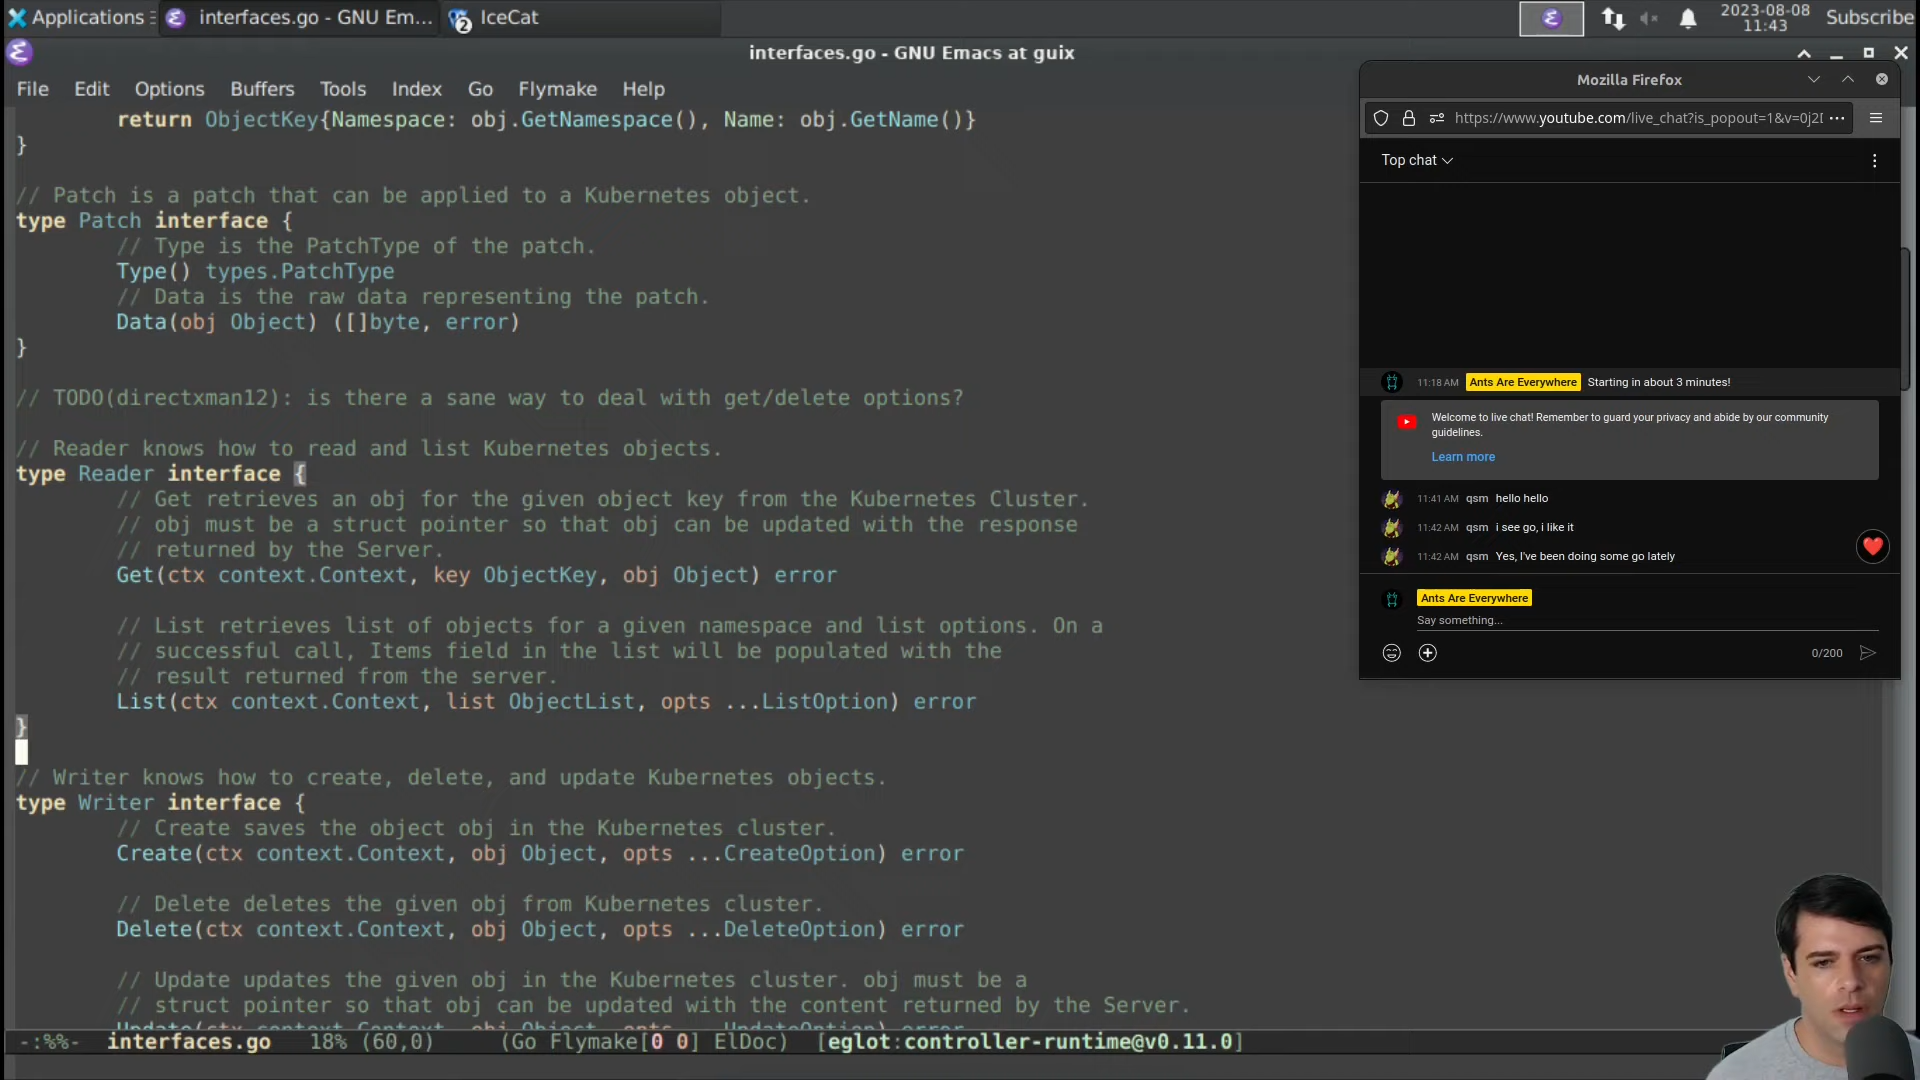 Applications
interfaces.go - GNU Em...
2
IceCat
2023-08-08
11:43
Subscribe
interfaces.go - GNU Emacs at guix
File Edit Options Buffers Tools Index Go Flymake Help
return ObjectKey{Namespace: obj.GetNamespace(), Name: obj.GetName()}
}
// Patch is a patch that can be applied to a Kubernetes object.
type Patch interface {
// Type is the PatchType of the patch.
Type() types.PatchType
// Data is the raw data representing the patch.
Data(obj Object) ([]byte, error)
}
// TODO(directxman12): is there a sane way to deal with get/delete options?
// Reader knows how to read and list Kubernetes objects.
type Reader interface {
// Get retrieves an obj for the given object key from the Kubernetes Cluster.
// obj must be a struct pointer so that obj can be updated with the response
// returned by the Server.
Get(ctx context.Context, key ObjectKey, obj Object) error
// List retrieves list of objects for a given namespace and list options. On a
// successful call, Items field in the list will be populated with the
// result returned from the server.
List(ctx context.Context, list ObjectList, opts ...ListOption) error
}
// Writer knows how to create, delete, and update Kubernetes objects.
type Writer interface {
// Create saves the object obj in the Kubernetes cluster.
Create(ctx context.Context, obj Object, opts ...CreateOption) error
// Delete deletes the given obj from Kubernetes cluster.
Delete(ctx context.Context, obj Object, opts ...DeleteOption) error
// Update updates the given obj in the Kubernetes cluster. obj must be a
// struct pointer so that obj can be updated with the content returned by the Server.
Update(ctx context.Context, obj Object, opts ...UpdateOption) error
-:%%- interfaces.go 18% (60,0) (Go Flymake[0 0] ElDoc) [eglot:controller-runtime@v0.11.0]
Mozilla Firefox
https://www.youtube.com/live_chat?is_popout=1&v=0j2
Top chat
11:18 AM Ants Are Everywhere Starting in about 3 minutes!
Welcome to live chat! Remember to guard your privacy and abide by our community
guidelines.
Learn more
11:41 AM qsm hello hello
11:42 AM qsm i see go, i like it
11:42 AM qsm Yes, I've been doing some go lately
Ants Are Everywhere
Say something...
0/200